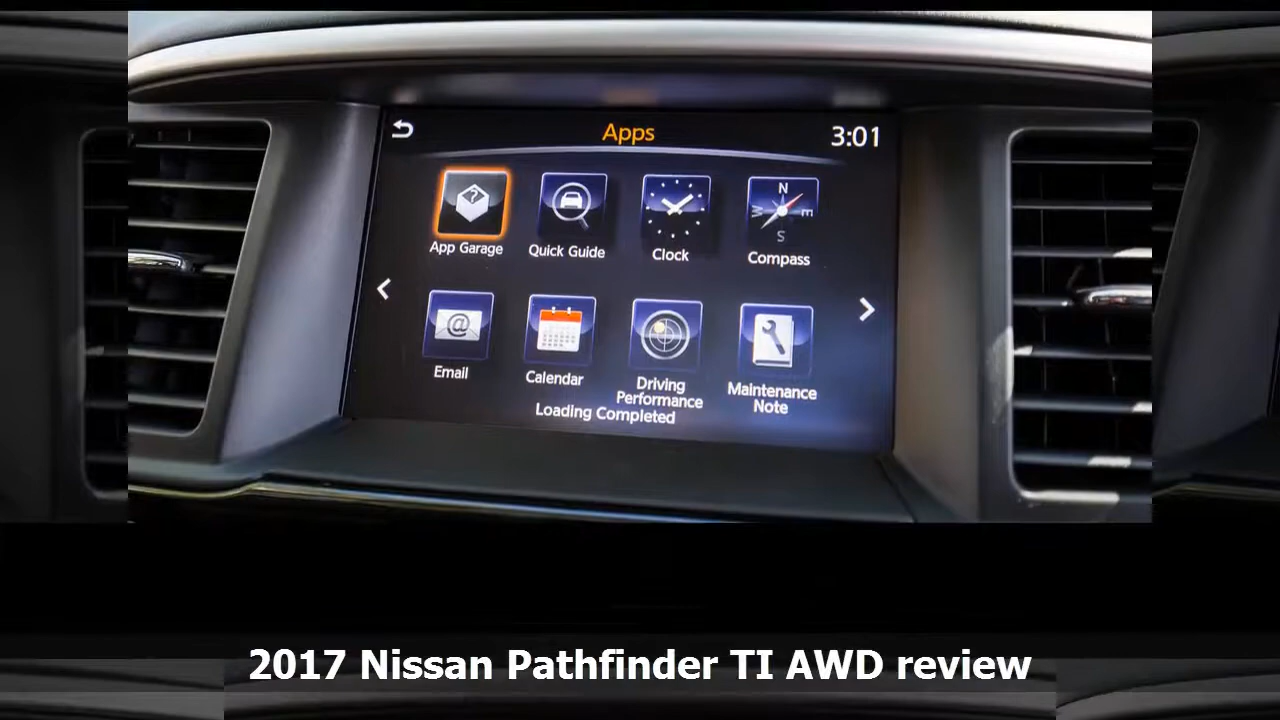 Apps
3:01
App Garage
Quick Guide
Clock
N
W
E
S
Compass
Email
Calendar
Driving
Performance
Maintenance
Note
Loading Completed
2017 Nissan Pathfinder TI AWD review